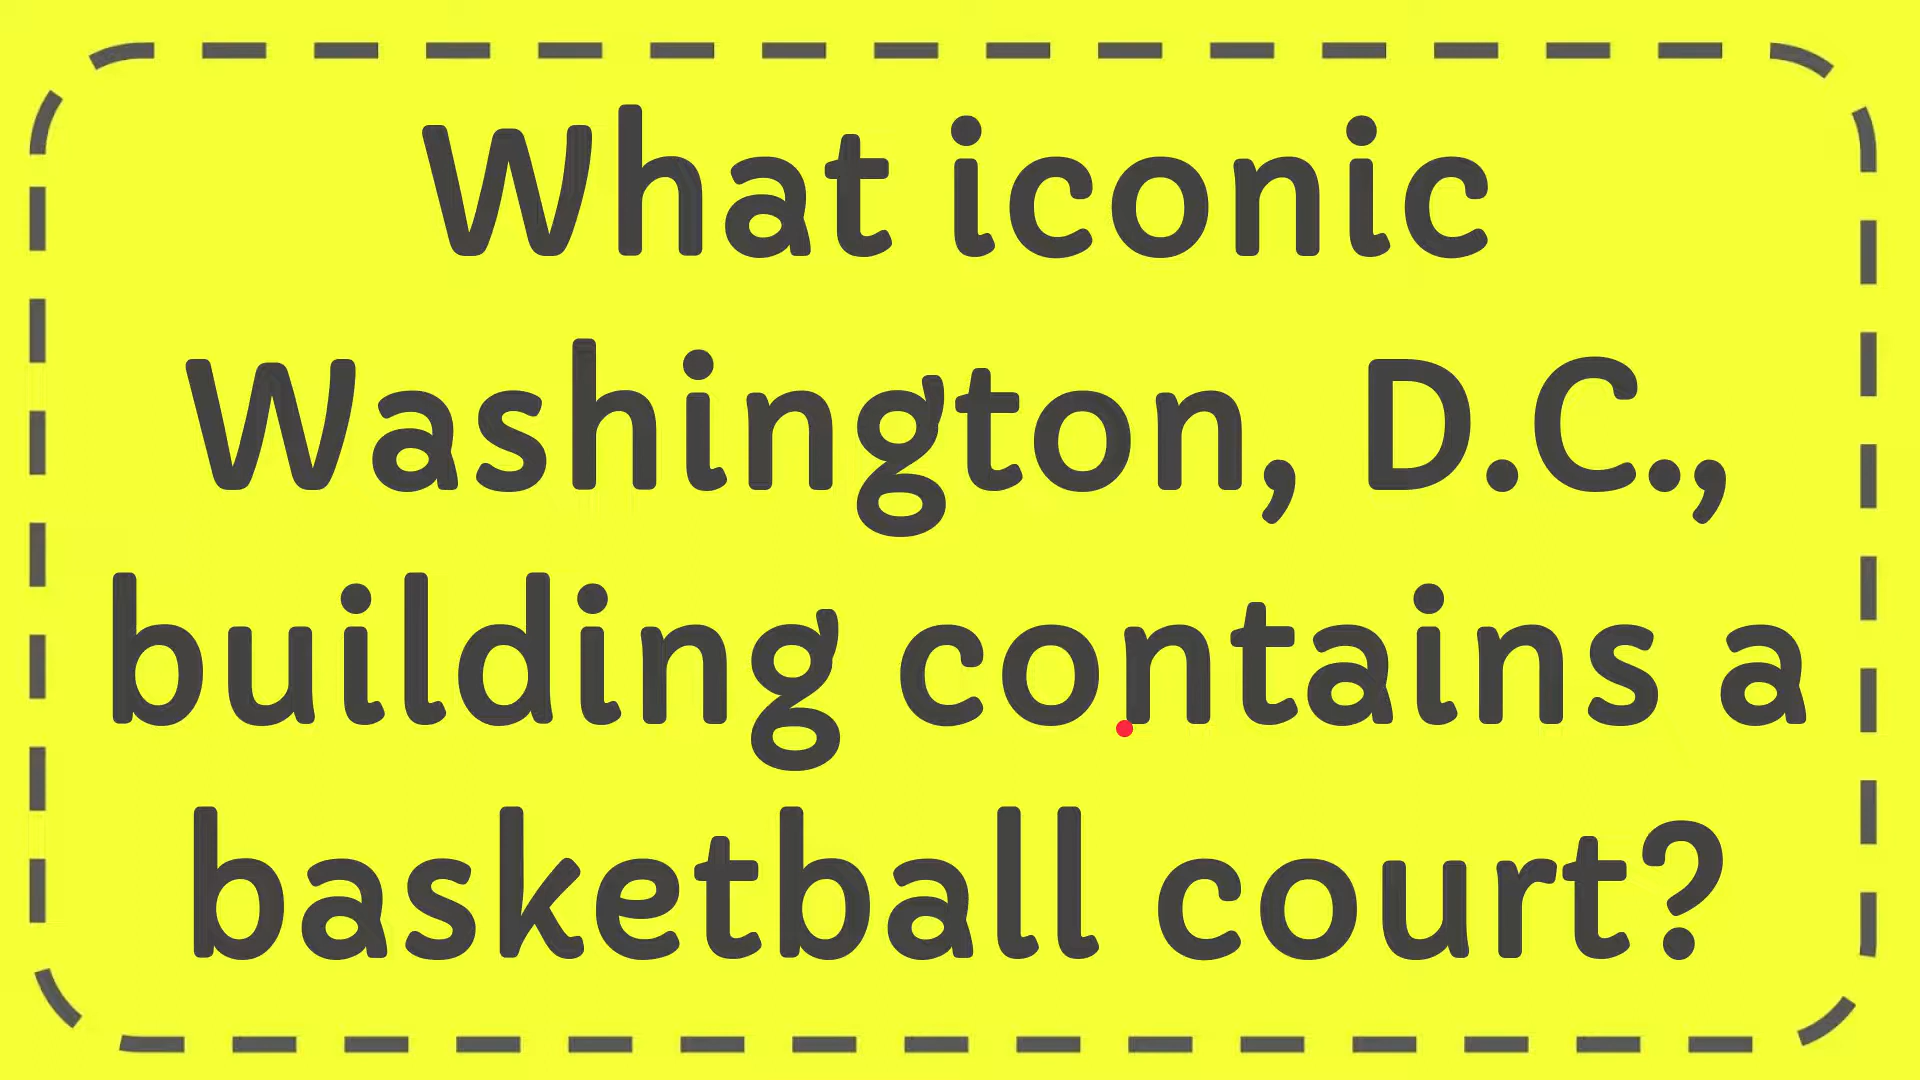 What iconic
Washington, D.C.,
building contains a
basketball court?